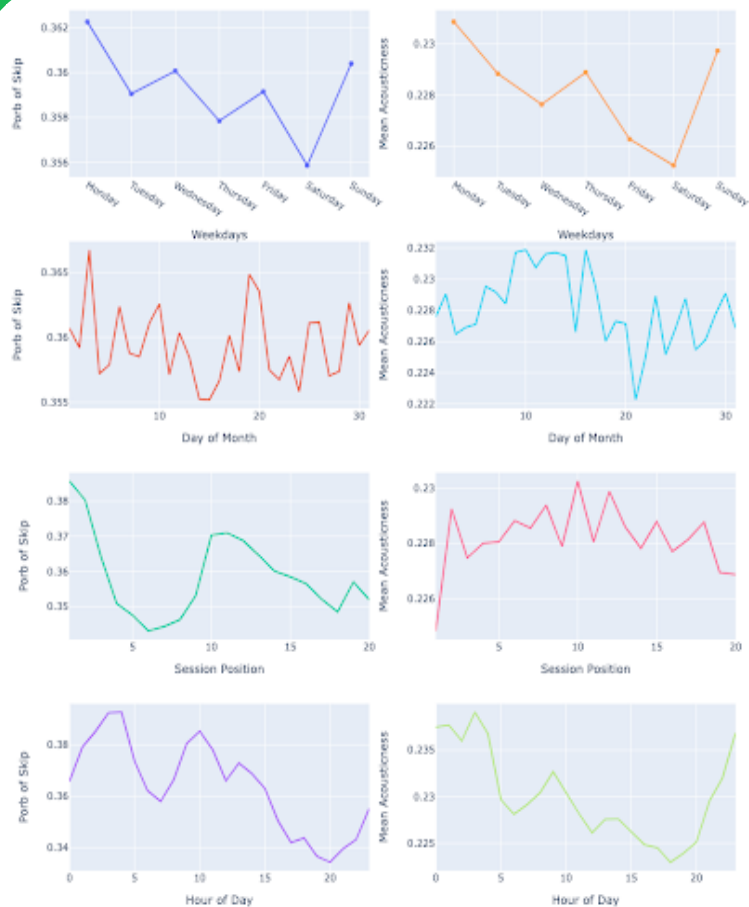 Porb of Skip
0.362
0.36
0.358
0.356
Monday
Tuesday
Wednesday
Thursday
Friday
Saturday
Sunday
Weekdays
Mean Acousticness
0.23
0.228
0.226
Monday
Tuesday
Wednesday
Thursday
Friday
Saturday
Sunday
Weekdays
Porb of Skip
0.365
0.36
0.355
10
20
30
Day of Month
Mean Acousticness
0.232
0.23
0.228
0.226
0.224
0.222
10
20
30
Day of Month
Porb of Skip
0.38
0.37
0.36
0.35
5
10
15
20
Session Position
Mean Acousticness
0.23
0.228
0.226
5
10
15
20
Session Position
Porb of Skip
0.38
0.36
0.34
0
5
10
15
20
Hour of Day
Mean Acousticness
0.235
0.23
0.225
0
5
10
15
20
Hour of Day